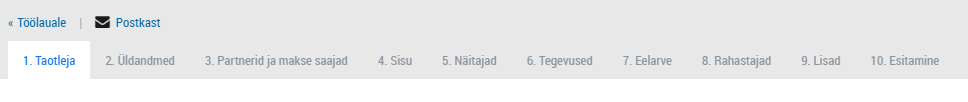 « Töölauale | Postkast
1. Taotleja 2. Üldandmed 3. Partnerid ja makse saajad 4. Sisu 5. Näitajad 6. Tegevused 7. Eelarve 8. Rahastajad 9. Lisad 10. Esitamine